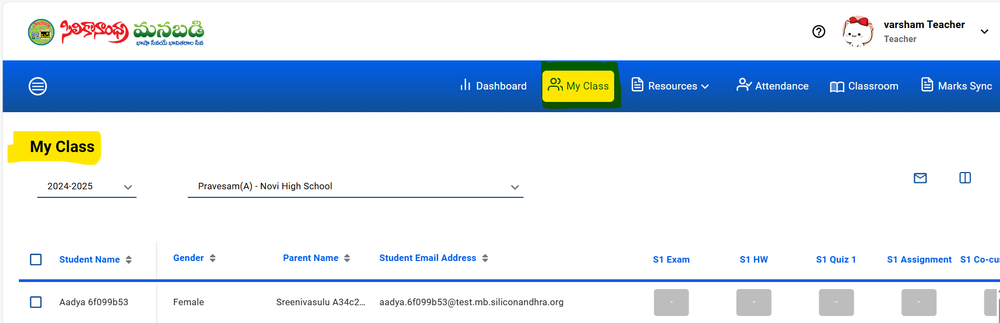 సిలికానాంధ్ర మనబడి
భాషా సేవయే భావితరాల సేవ
varsham Teacher
Teacher
Dashboard
My Class
Resources
Attendance
Classroom
Marks Sync
My Class
2024-2025
Pravesam(A) - Novi High School
Student Name
Gender
Parent Name
Student Email Address
S1 Exam
S1 HW
S1 Quiz 1
S1 Assignment
S1 Co-cu
Aadya 6f099b53
Female
Sreenivasulu A34c2...
aadya.6f099b53@test.mb.siliconandhra.org
-
-
-
-